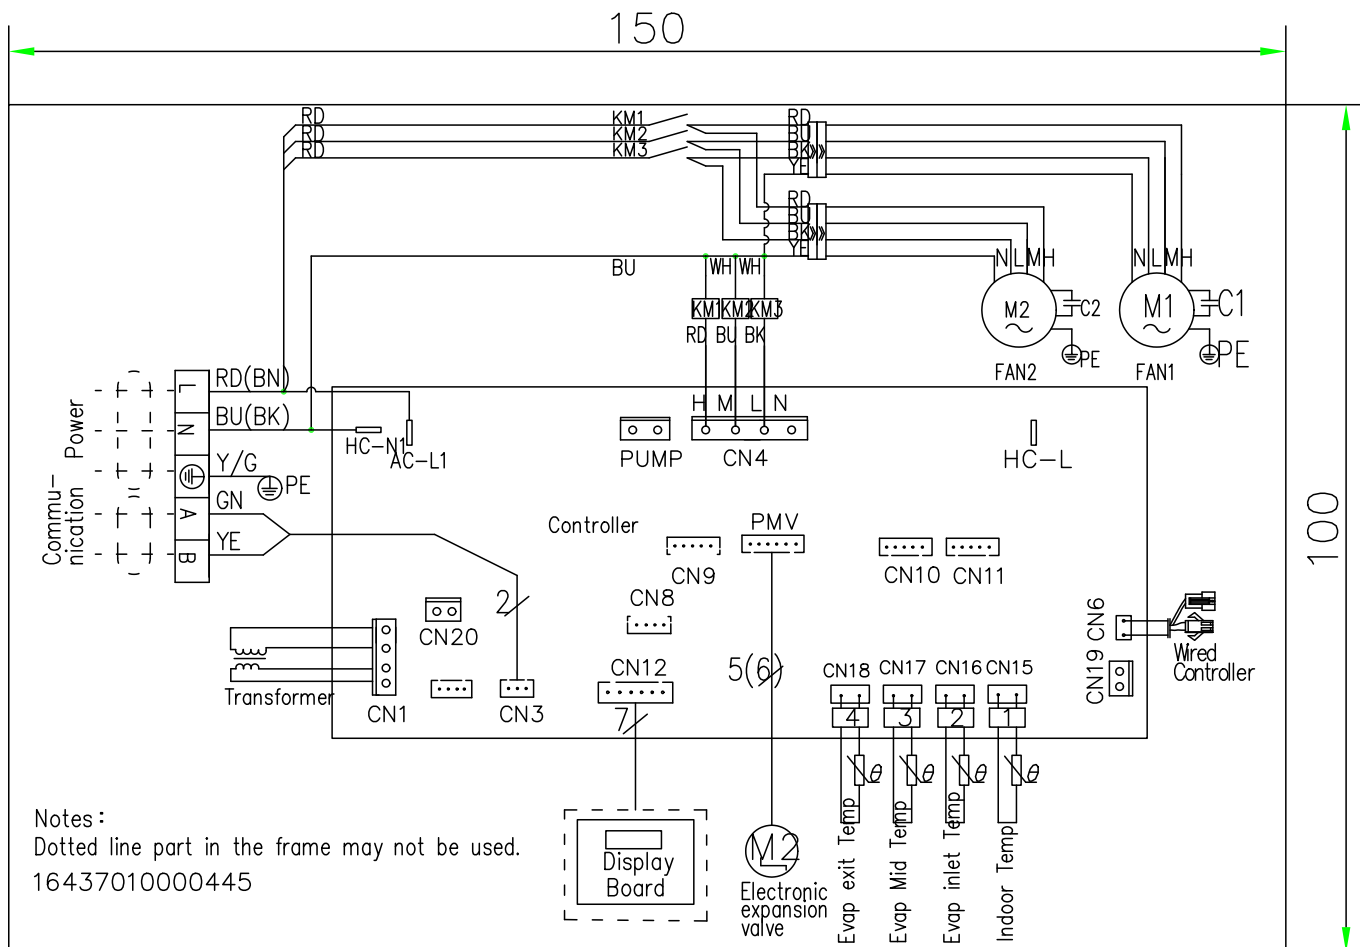 150
100
RD
RD
RD
KM1
KM2
KM3
RD
BU
BK
YE
RD
BU
BK
YE
BU
WH WH
KM1 KM2 KM3
RD BU BK
N L M H
M2
C2
PE
FAN2
N L M H
M1
C1
PE
FAN1
Power
Commu-
nication
L
N
A
B
RD(BN)
BU(BK)
Y/G
PE
GN
YE
HC-N1
AC-L1
PUMP
H M L N
CN4
HC-L
Controller
PMV
CN9
CN10 CN11
CN8
CN20
2
CN12
5(6)
CN18 CN17 CN16 CN15
4 3 2 1
CN6
CN19
Wired
Controller
Transformer
CN1
CN3
7
θ θ θ θ
Evap exit Temp
Evap Mid Temp
Evap inlet Temp
Indoor Temp
Display
Board
M2
Electronic
expansion
valve
Notes:
Dotted line part in the frame may not be used.
16437010000445